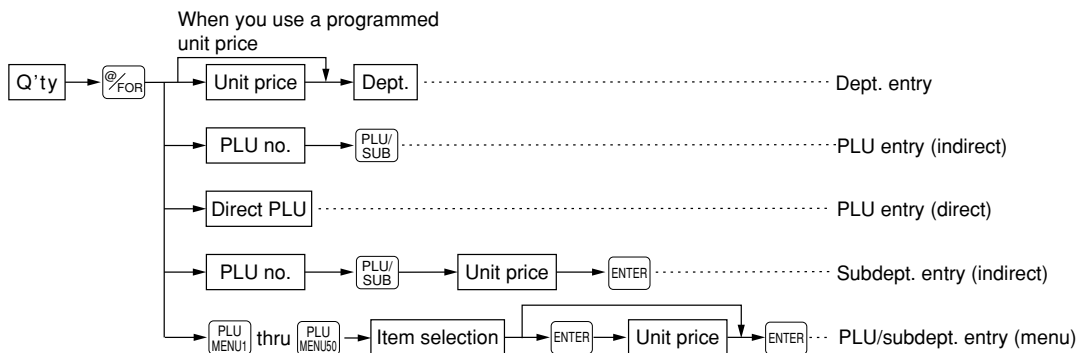 When you use a programmed
unit price
Q'ty @/FOR Unit price Dept. Dept. entry
PLU no. PLU/SUB PLU entry (indirect)
Direct PLU PLU entry (direct)
PLU no. PLU/SUB Unit price ENTER Subdept. entry (indirect)
PLU MENU1 thru PLU MENU50 Item selection ENTER Unit price ENTER PLU/subdept. entry (menu)